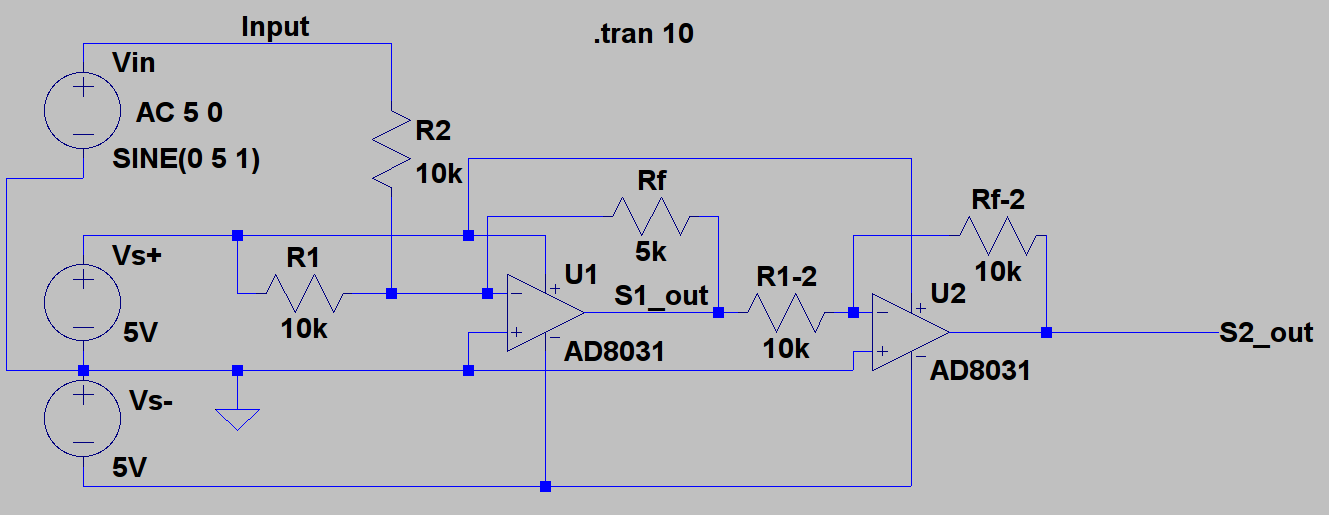 Input
.tran 10
Vin
AC 5 0
SINE(0 5 1)
R2
10k
Rf
5k
Rf-2
10k
Vs+
5V
R1
10k
U1
AD8031
S1_out
R1-2
10k
U2
AD8031
S2_out
Vs-
5V